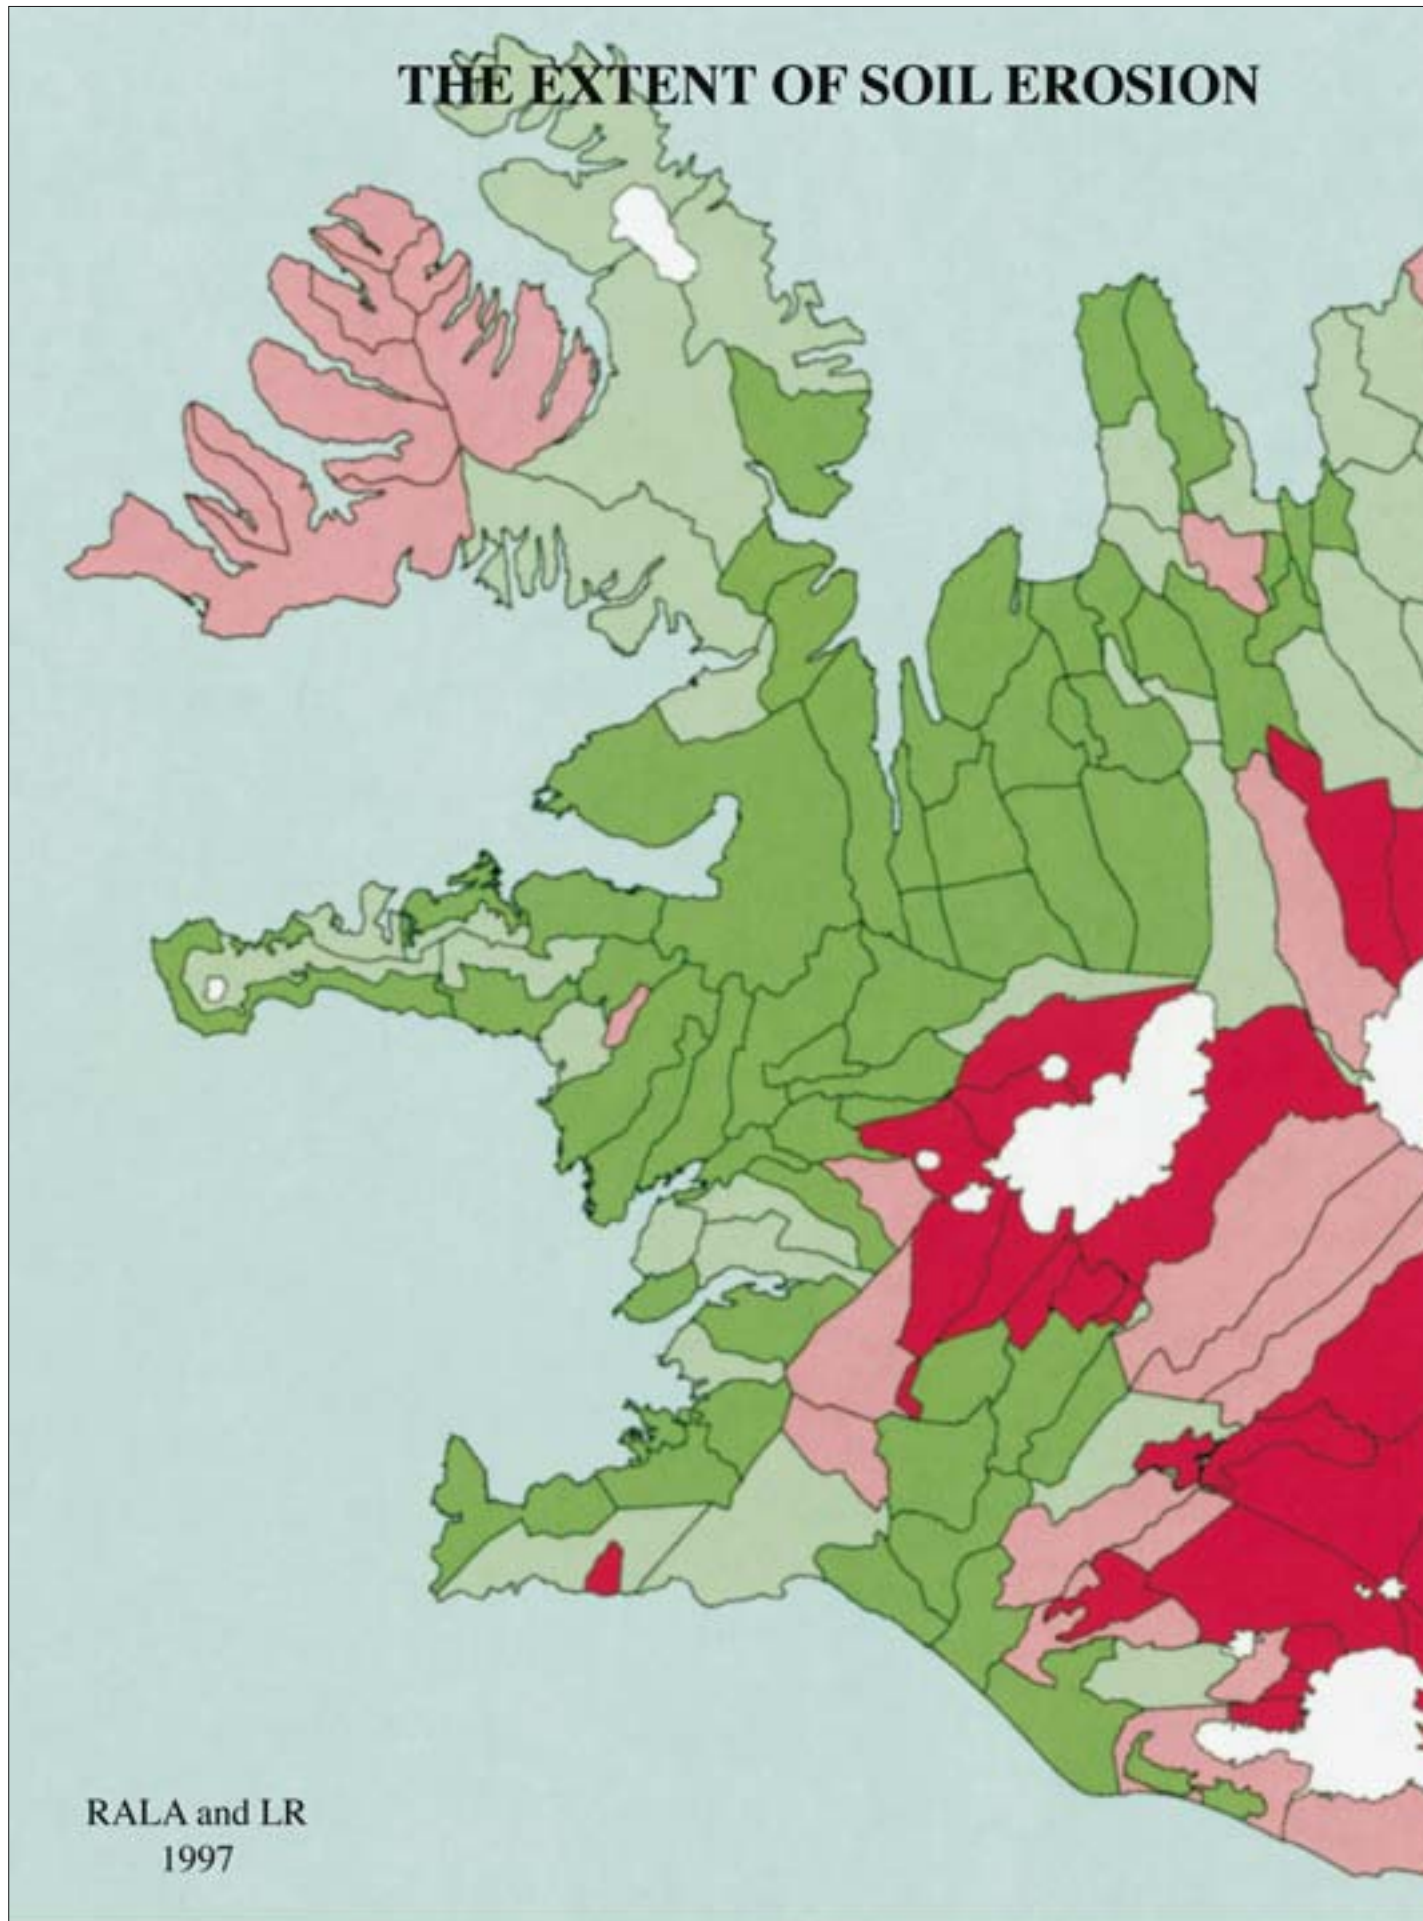 THE EXTENT OF SOIL EROSION
RALA and LR
1997